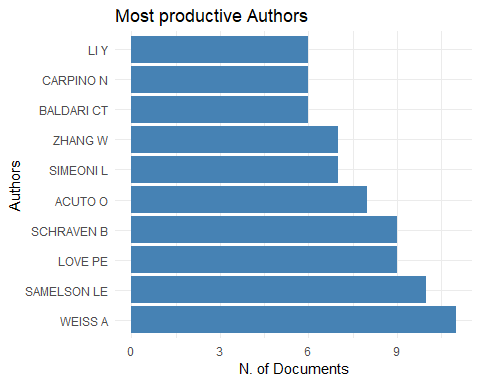 Most productive Authors
LI Y
CARPINO N
BALDARI CT
ZHANG W
SIMEONI L
ACUTO O
SCHRAVEN B
LOVE PE
SAMELSON LE
WEISS A
Authors
0 3 6 9
N. of Documents